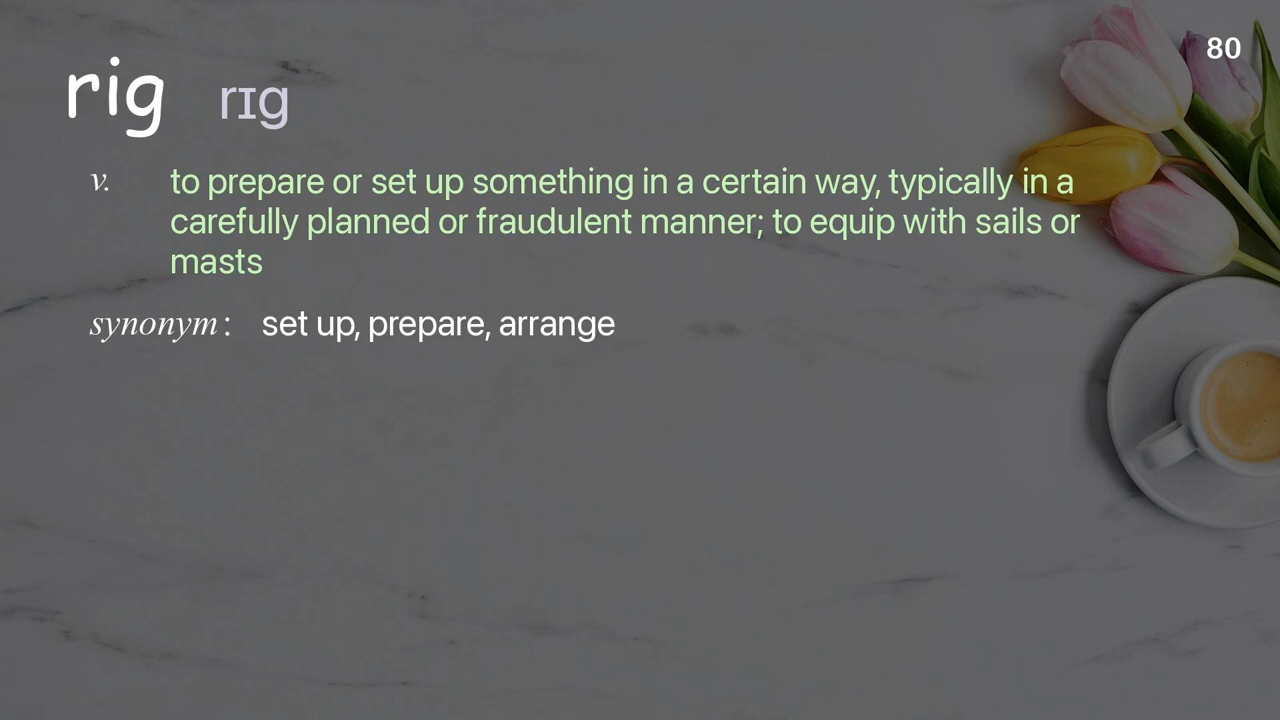 80
rig rɪg
v. to prepare or set up something in a certain way, typically in a
carefully planned or fraudulent manner; to equip with sails or
masts
synonym : set up, prepare, arrange